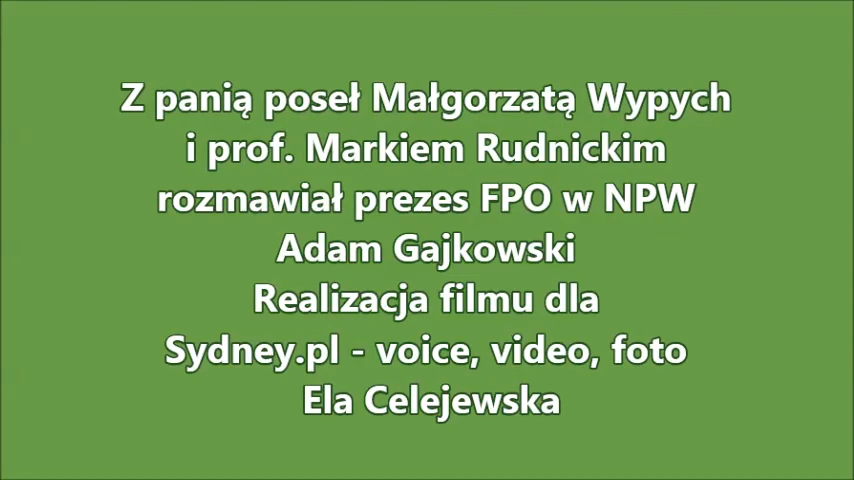 Z panią poseł Małgorzatą Wypych
i prof. Markiem Rudnickim
rozmawiał prezes FPO w NPW
Adam Gajkowski
Realizacja filmu dla
Sydney.pl - voice, video, foto
Ela Celejewska